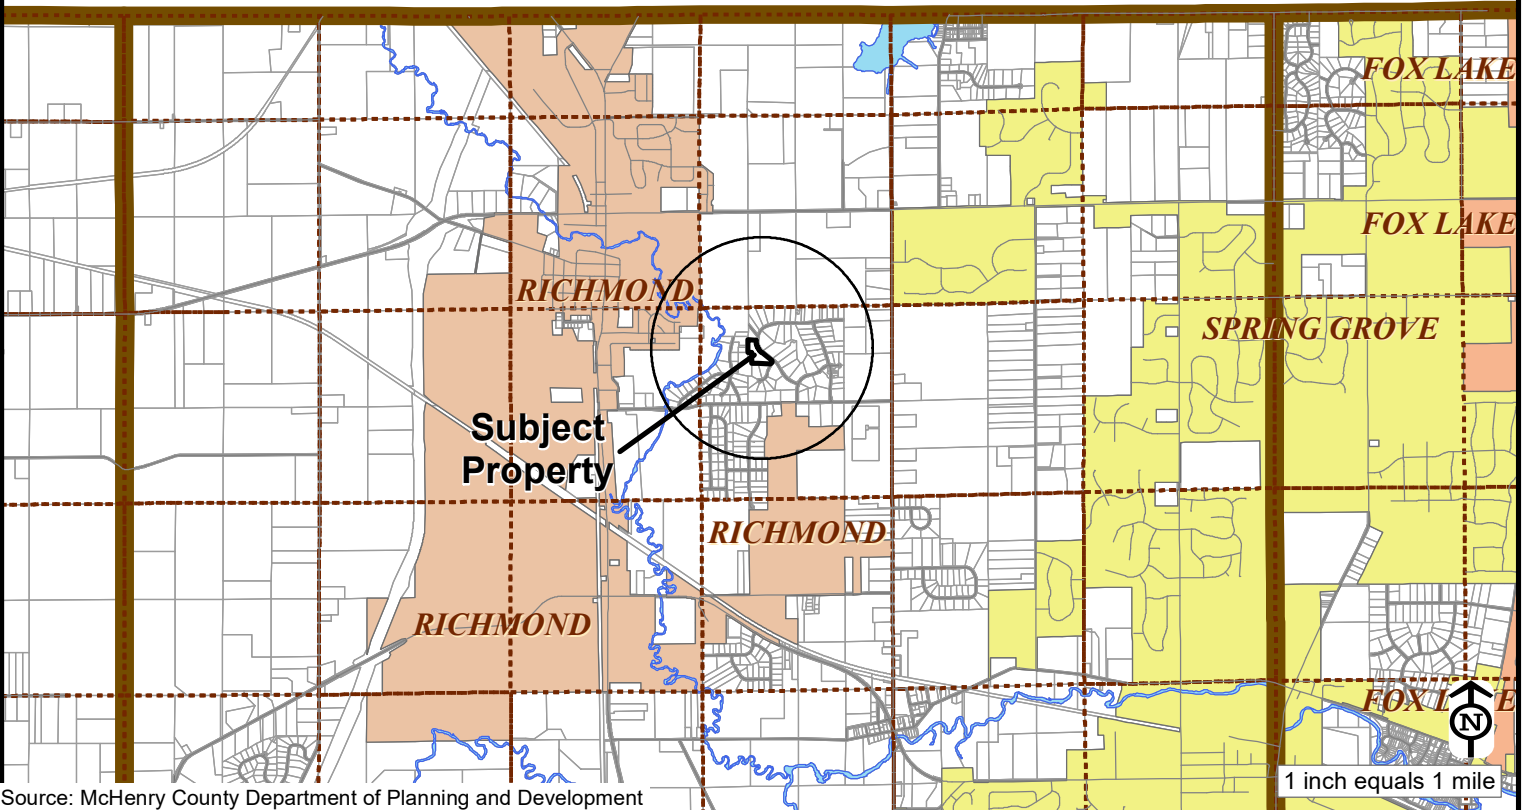 FOX LAKE
FOX LAKE
RICHMOND
SPRING GROVE
Subject
Property
RICHMOND
RICHMOND
FOX L
E
N
1 inch equals 1 mile
Source: McHenry County Department of Planning and Development